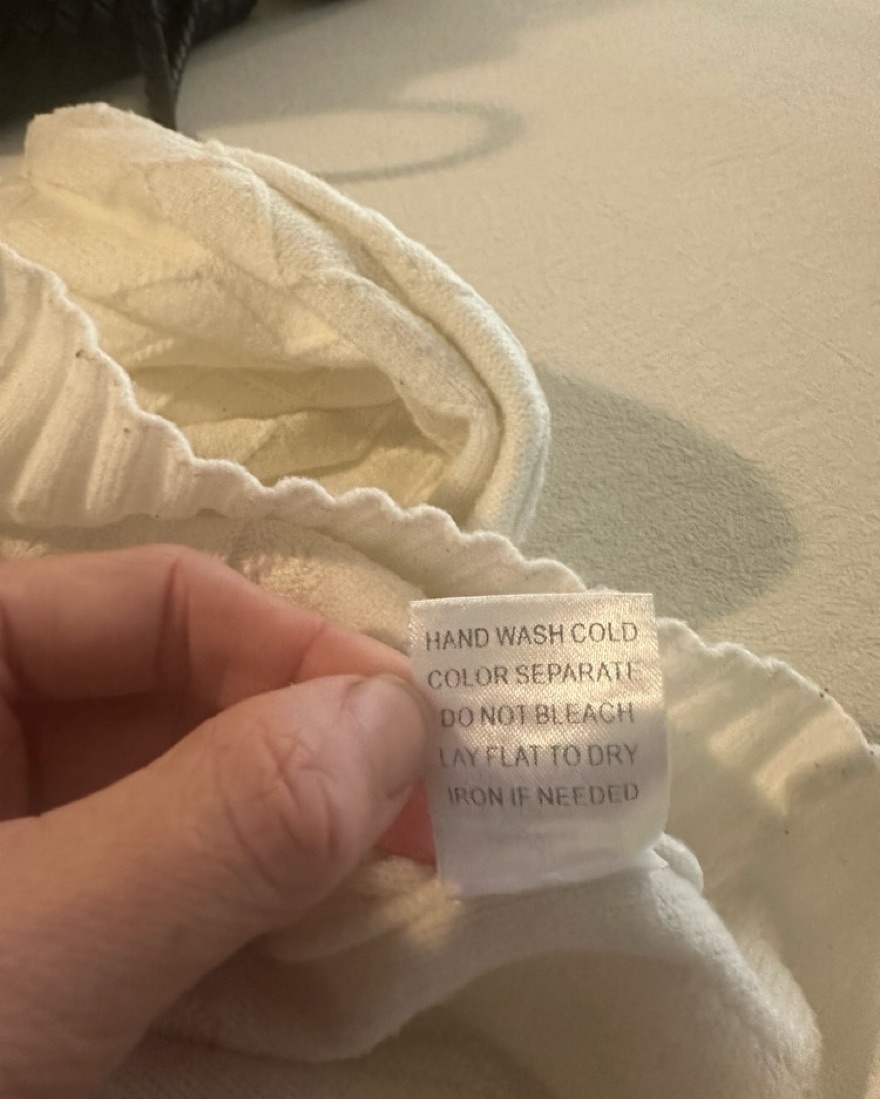 HAND WASH COLD
COLOR SEPARATE
DO NOT BLEACH
LAY FLAT TO DRY
IRON IF NEEDED